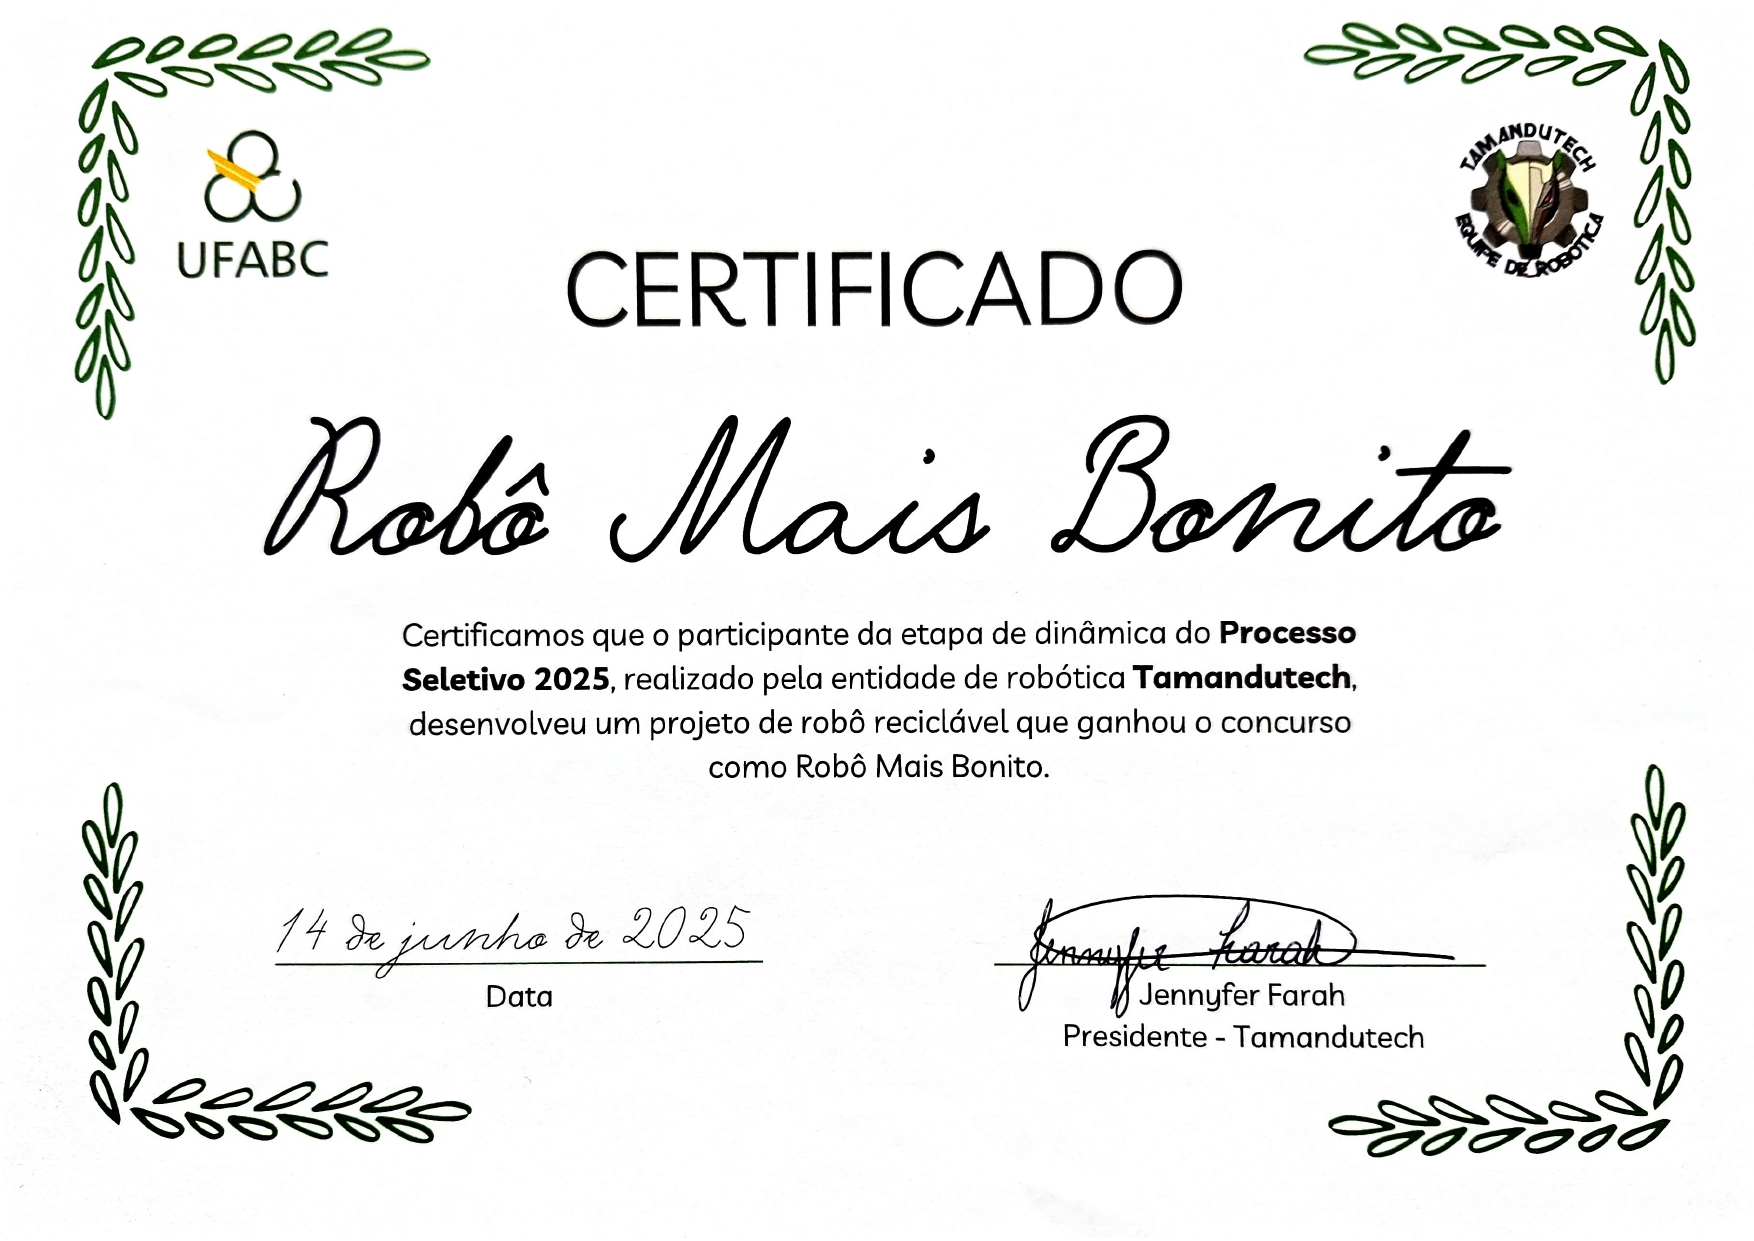 UFABC
TAMANDUTECH
EQUIPE DE ROBÓTICA
CERTIFICADO
Robô Mais Bonito
Certificamos que o participante da etapa de dinâmica do Processo
Seletivo 2025, realizado pela entidade de robótica Tamandutech,
desenvolveu um projeto de robô reciclável que ganhou o concurso
como Robô Mais Bonito.
14 de junho de 2025
Data
Jennyfer Farah
Jennyfer Farah
Presidente - Tamandutech